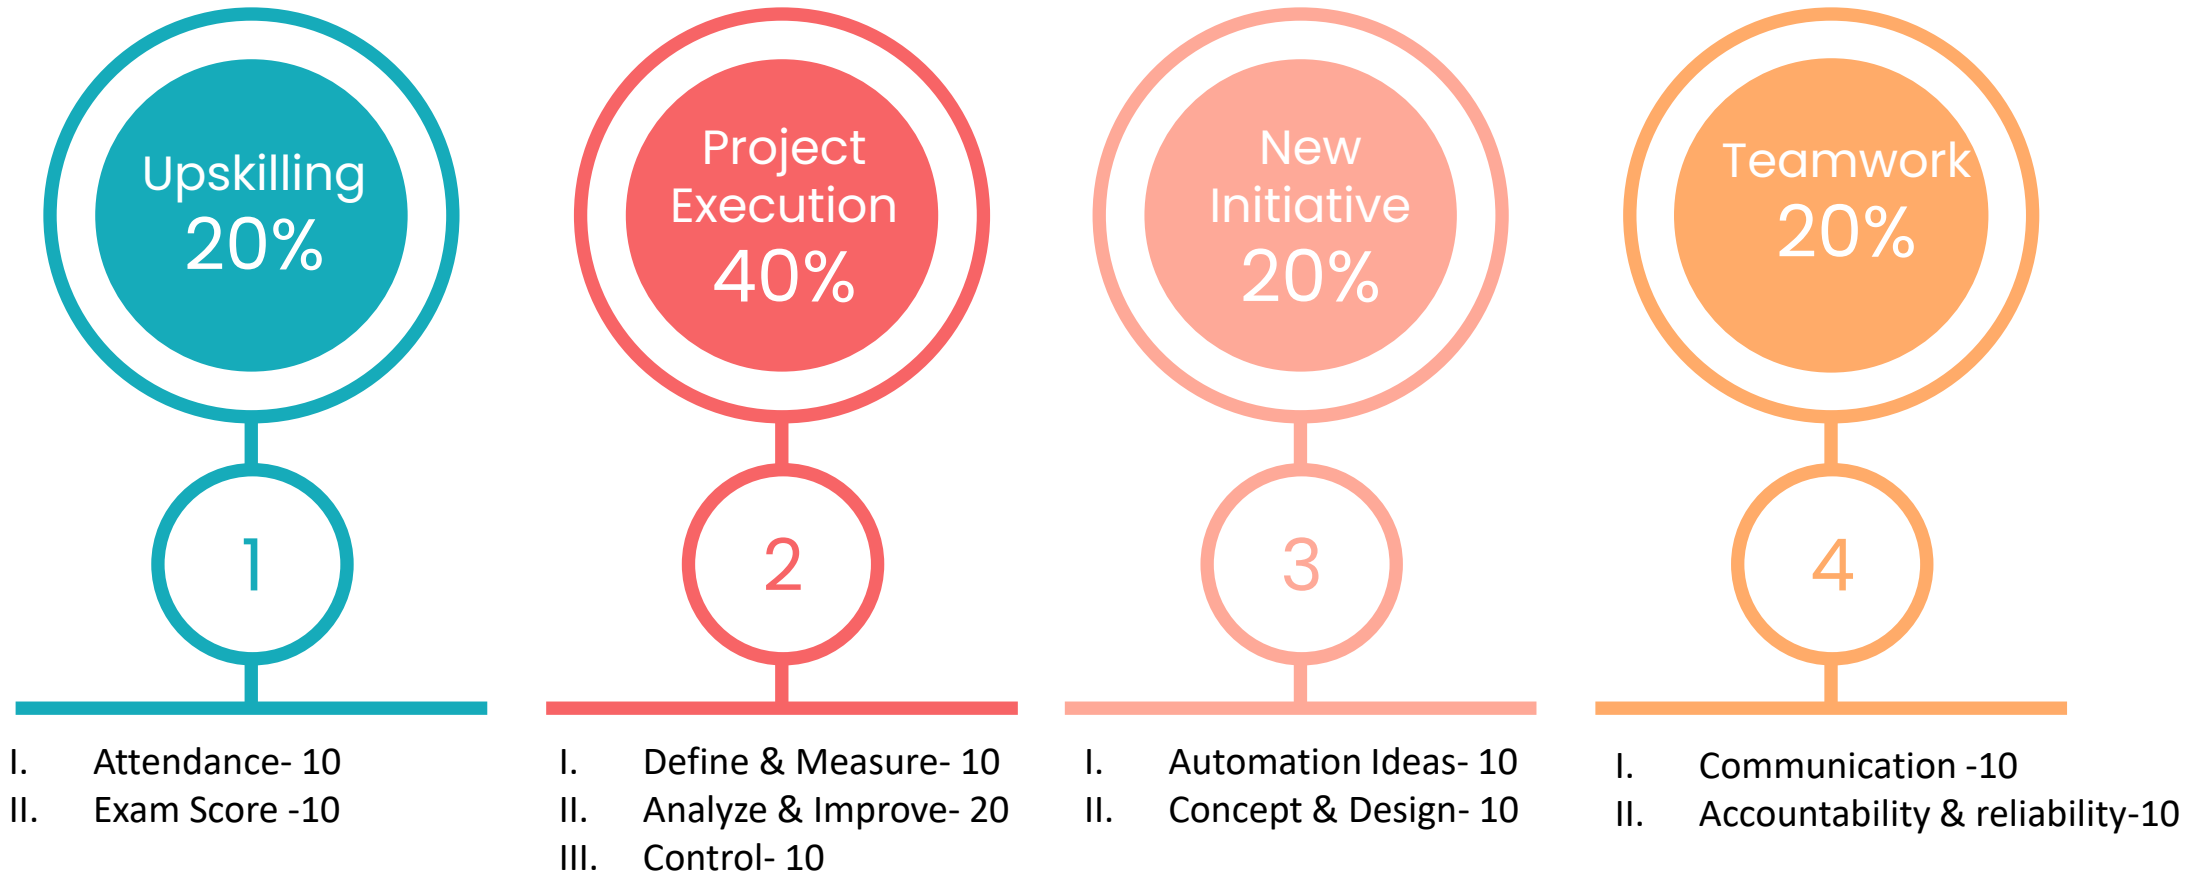 Upskilling
20%
Project
Execution
40%
New
Initiative
20%
Teamwork
20%
1
2
3
4
I. Attendance- 10
II. Exam Score -10
I. Define & Measure- 10
II. Analyze & Improve- 20
III. Control- 10
I. Automation Ideas- 10
II. Concept & Design- 10
I. Communication -10
II. Accountability & reliability-10